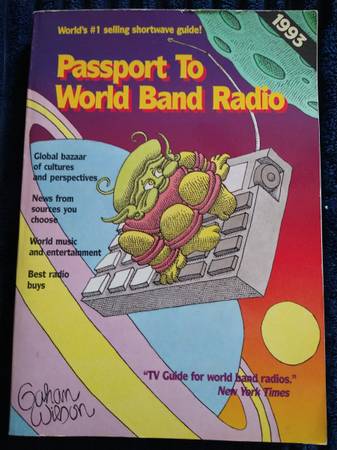 World's #1 selling shortwave guide!
1993
Passport To
World Band Radio
Global bazaar
of cultures
and perspectives
News from
sources you
choose
World music
and entertainment
Best radio
buys
"TV Guide for world band radios."
New York Times
Gahan
Wilson